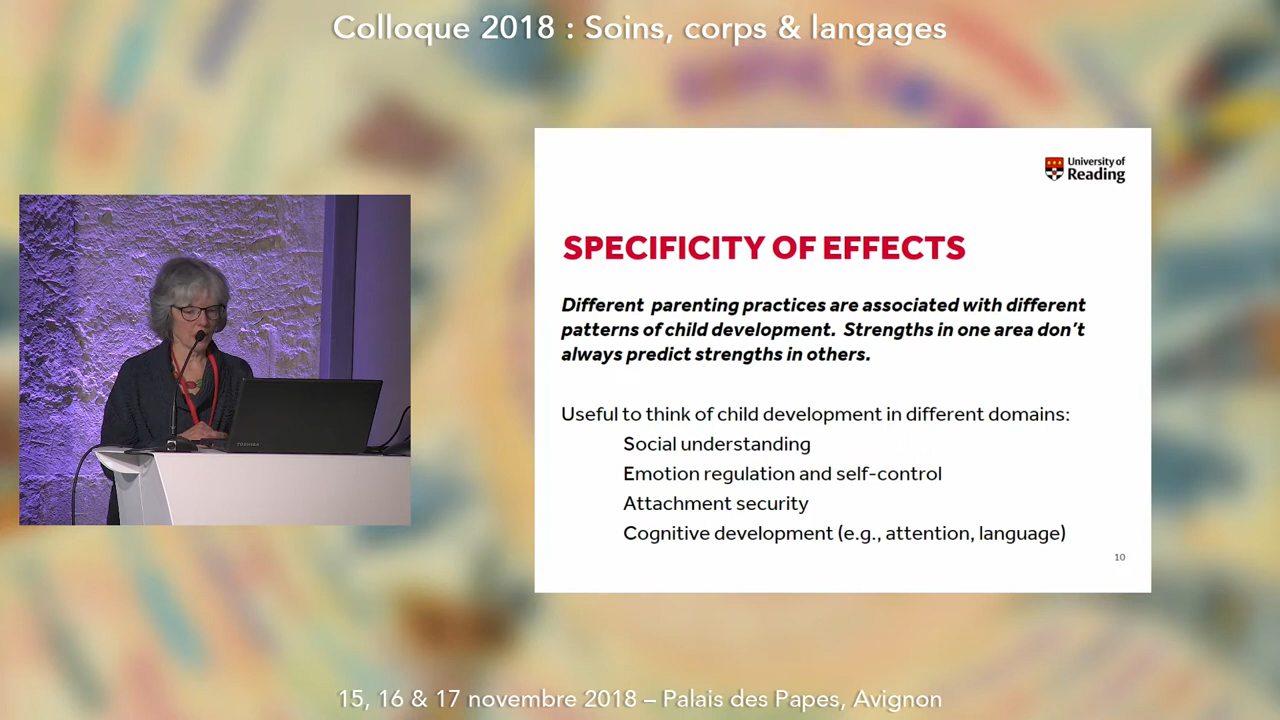 Colloque 2018 : Soins, corps & langages
University of
Reading
SPECIFICITY OF EFFECTS
Different parenting practices are associated with different
patterns of child development. Strengths in one area don't
always predict strengths in others.
Useful to think of child development in different domains:
Social understanding
Emotion regulation and self-control
Attachment security
Cognitive development (e.g., attention, language)
10
TOSHIBA
15, 16 & 17 novembre 2018 – Palais des Papes, Avignon